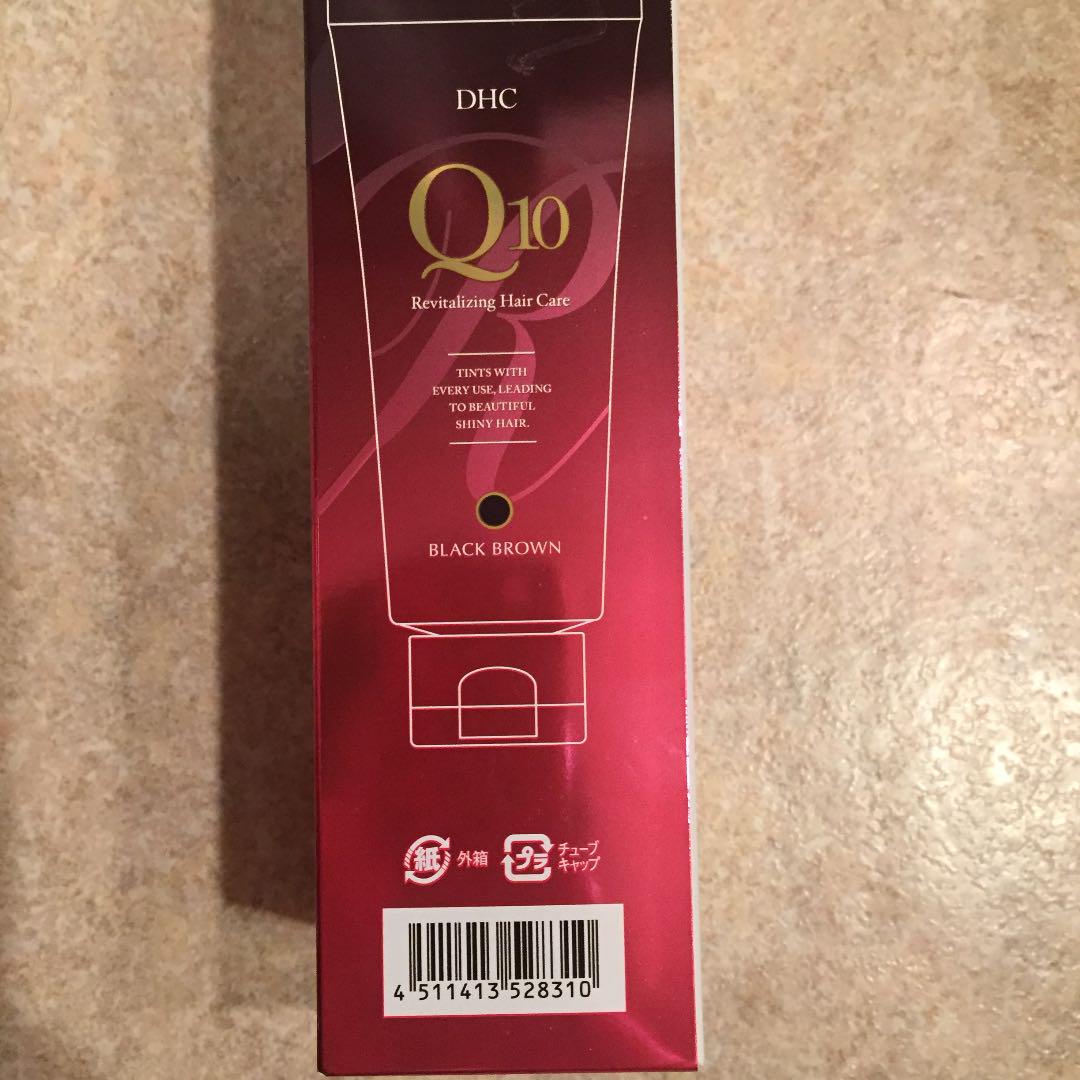 DHC
Q10
Revitalizing Hair Care
TINTS WITH
EVERY USE, LEADING
TO BEAUTIFUL
SHINY HAIR.
BLACK BROWN
紙 外箱 プラ チューブ
キャップ
4 511413 528310